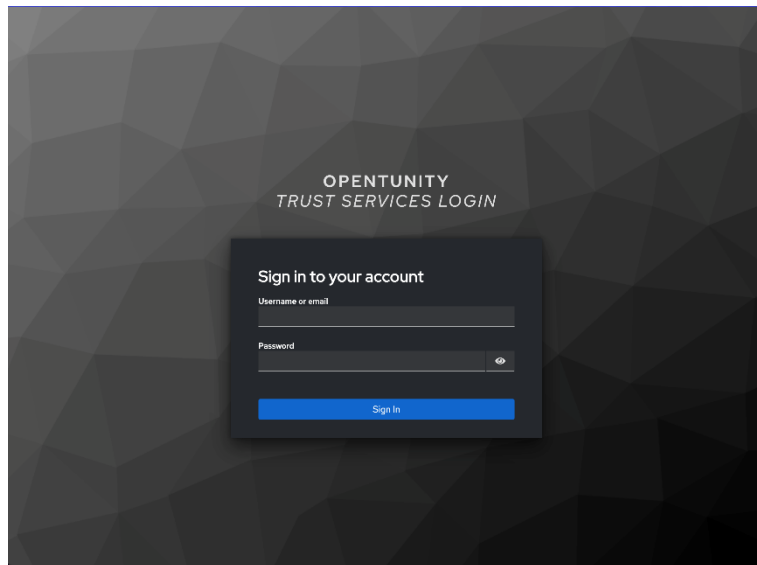 OPENTUNITY
TRUST SERVICES LOGIN
Sign in to your account
Username or email
Password
Sign In